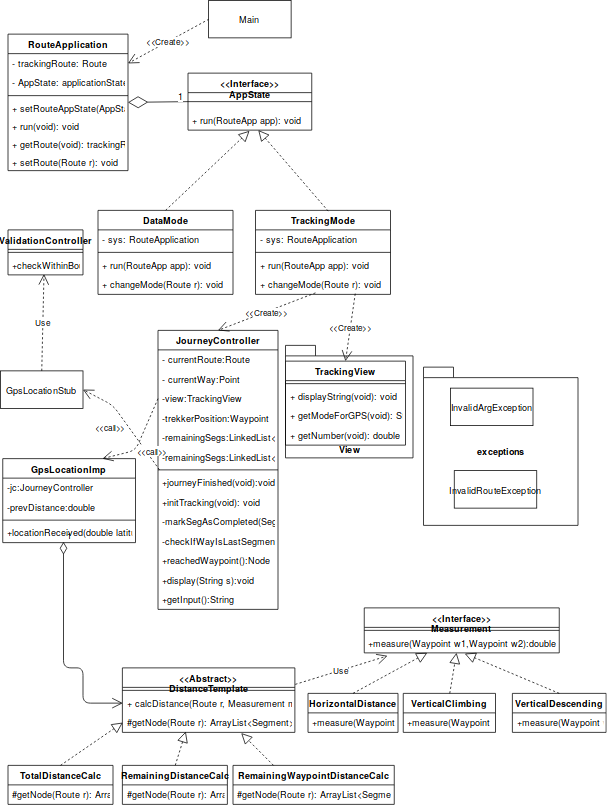 Main
<<Create>>
RouteApplication
- trackingRoute: Route
- AppState: applicationState
+ setRouteAppState(AppSt
+ run(void): void
+ getRoute(void): trackingR
+ setRoute(Route r): void
1
<<Interface>>
AppState
+ run(RouteApp app): void
DataMode
- sys: RouteApplication
+ run(RouteApp app): void
+ changeMode(Route r): void
TrackingMode
- sys: RouteApplication
+ run(RouteApp app): void
+ changeMode(Route r): void
ValidationController
+checkWithinBou
Use
<<Create>>
<<Create>>
GpsLocationStub
JourneyController
- currentRoute:Route
- currentWay:Point
-view:TrackingView
-trekkerPosition:Waypoint
-remainingSegs:LinkedList<
-remainingSegs:LinkedList<
+journeyFinished(void):void
+initTracking(void): void
-markSegAsCompleted(Seg
-checkIfWayIsLastSegmen
+reachedWaypoint():Node
+display(String s):void
+getInput():String
TrackingView
+ displayString(void): void
+ getModeForGPS(void): S
+ getNumber(void): double
View
InvalidArgException
exceptions
InvalidRouteException
<<call>>
<<call>>
GpsLocationImp
-jc:JourneyController
-prevDistance:double
+locationReceived(double latit
<<Interface>>
Measurement
+measure(Waypoint w1,Waypoint w2):double
Use
<<Abstract>>
DistanceTemplate
+ calcDistance(Route r, Measurement m
#getNode(Route r): ArrayList<Segment>
HorizontalDistance
+measure(Waypoint
VerticalClimbing
+measure(Waypoint
VerticalDescending
+measure(Waypoint
TotalDistanceCalc
#getNode(Route r): Arra
RemainingDistanceCalc
#getNode(Route r): Arra
RemainingWaypointDistanceCalc
#getNode(Route r): ArrayList<Segme